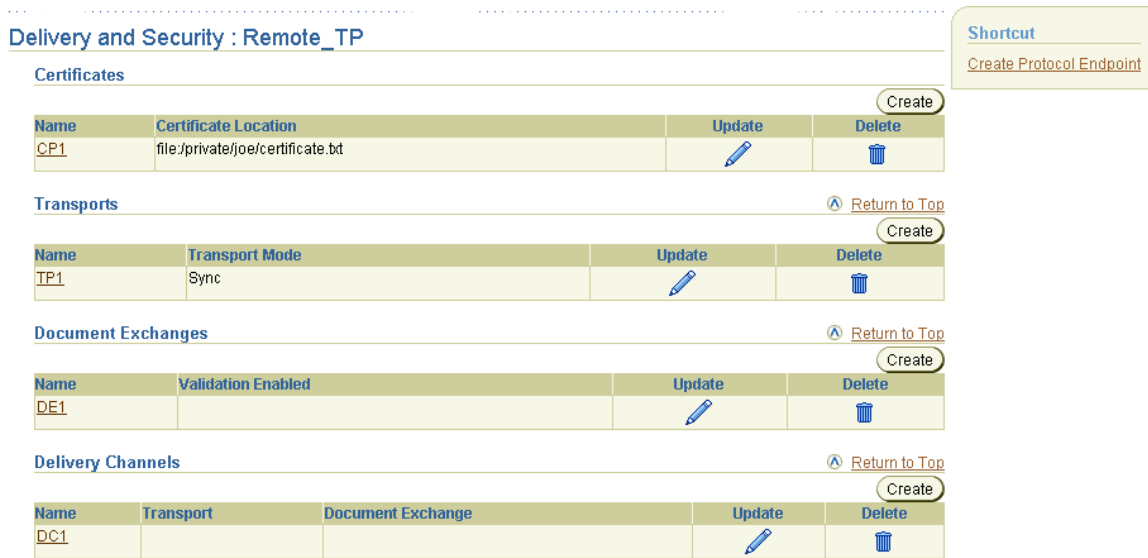 Delivery and Security : Remote_TP
Shortcut
Create Protocol Endpoint
Certificates
Create
Name Certificate Location Update Delete
CP1 file:/private/joe/certificate.txt
Transports Return to Top
Create
Name Transport Mode Update Delete
TP1 Sync
Document Exchanges Return to Top
Create
Name Validation Enabled Update Delete
DE1
Delivery Channels Return to Top
Create
Name Transport Document Exchange Update Delete
DC1